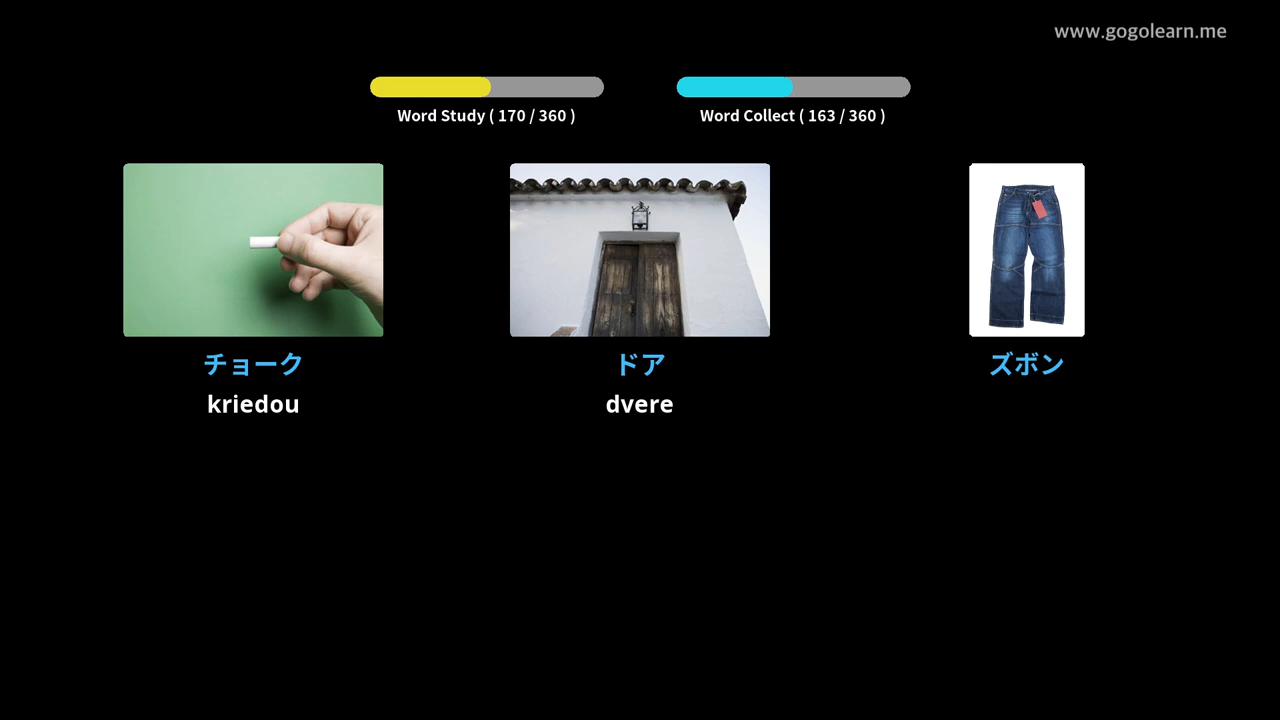 www.gogolearn.me
Word Study ( 170 / 360 )
Word Collect ( 163 / 360 )
チョーク
kriedou
ドア
dvere
ズボン